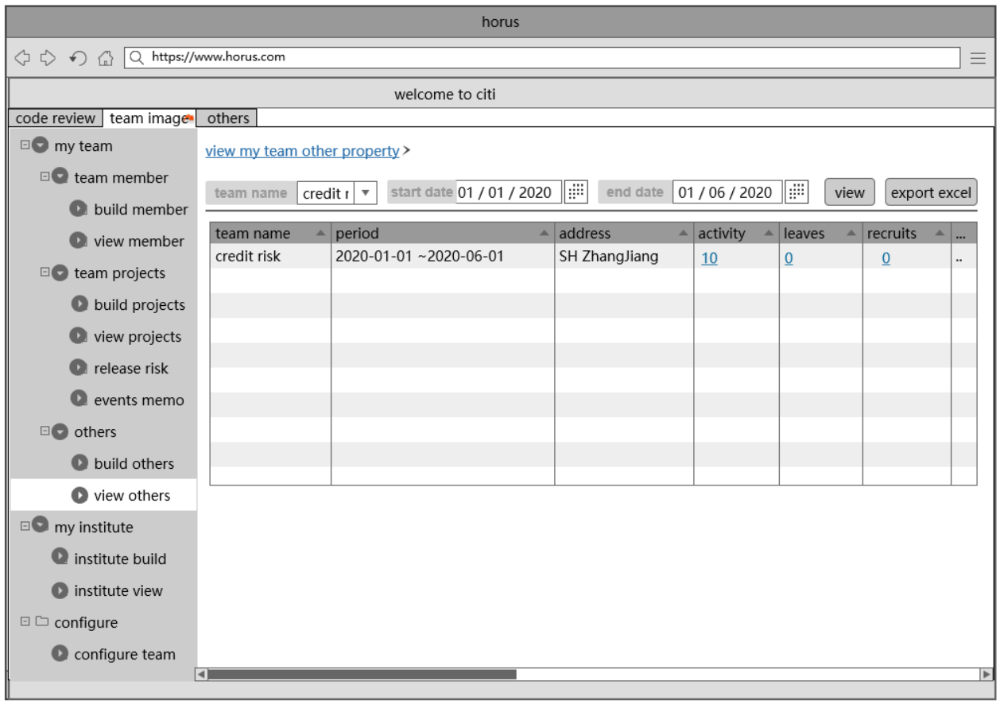 horus
https://www.horus.com
welcome to citi
code review team image others
my team
team member
build member
view member
team projects
build projects
view projects
release risk
events memo
others
build others
view others
my institute
institute build
institute view
configure
configure team
view my team other property >
team name credit r start date 01 / 01 / 2020 end date 01 / 06 / 2020 view export excel
team name period address activity leaves recruits ...
credit risk 2020-01-01 ~2020-06-01 SH ZhangJiang 10 0 0 ..